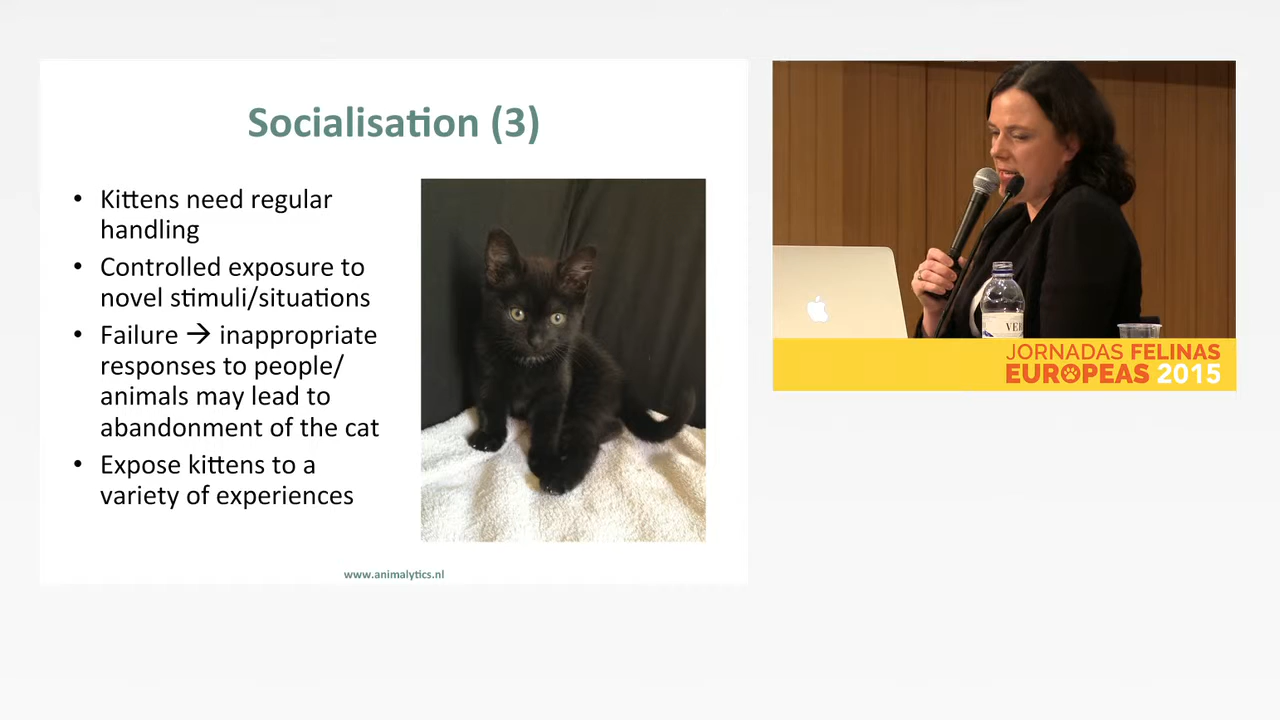 Socialisation (3)
• Kittens need regular
handling
• Controlled exposure to
novel stimuli/situations
• Failure → inappropriate
responses to people/
animals may lead to
abandonment of the cat
• Expose kittens to a
variety of experiences
www.animalytics.nl
VER
JORNADAS FELINAS
EUROPEAS 2015